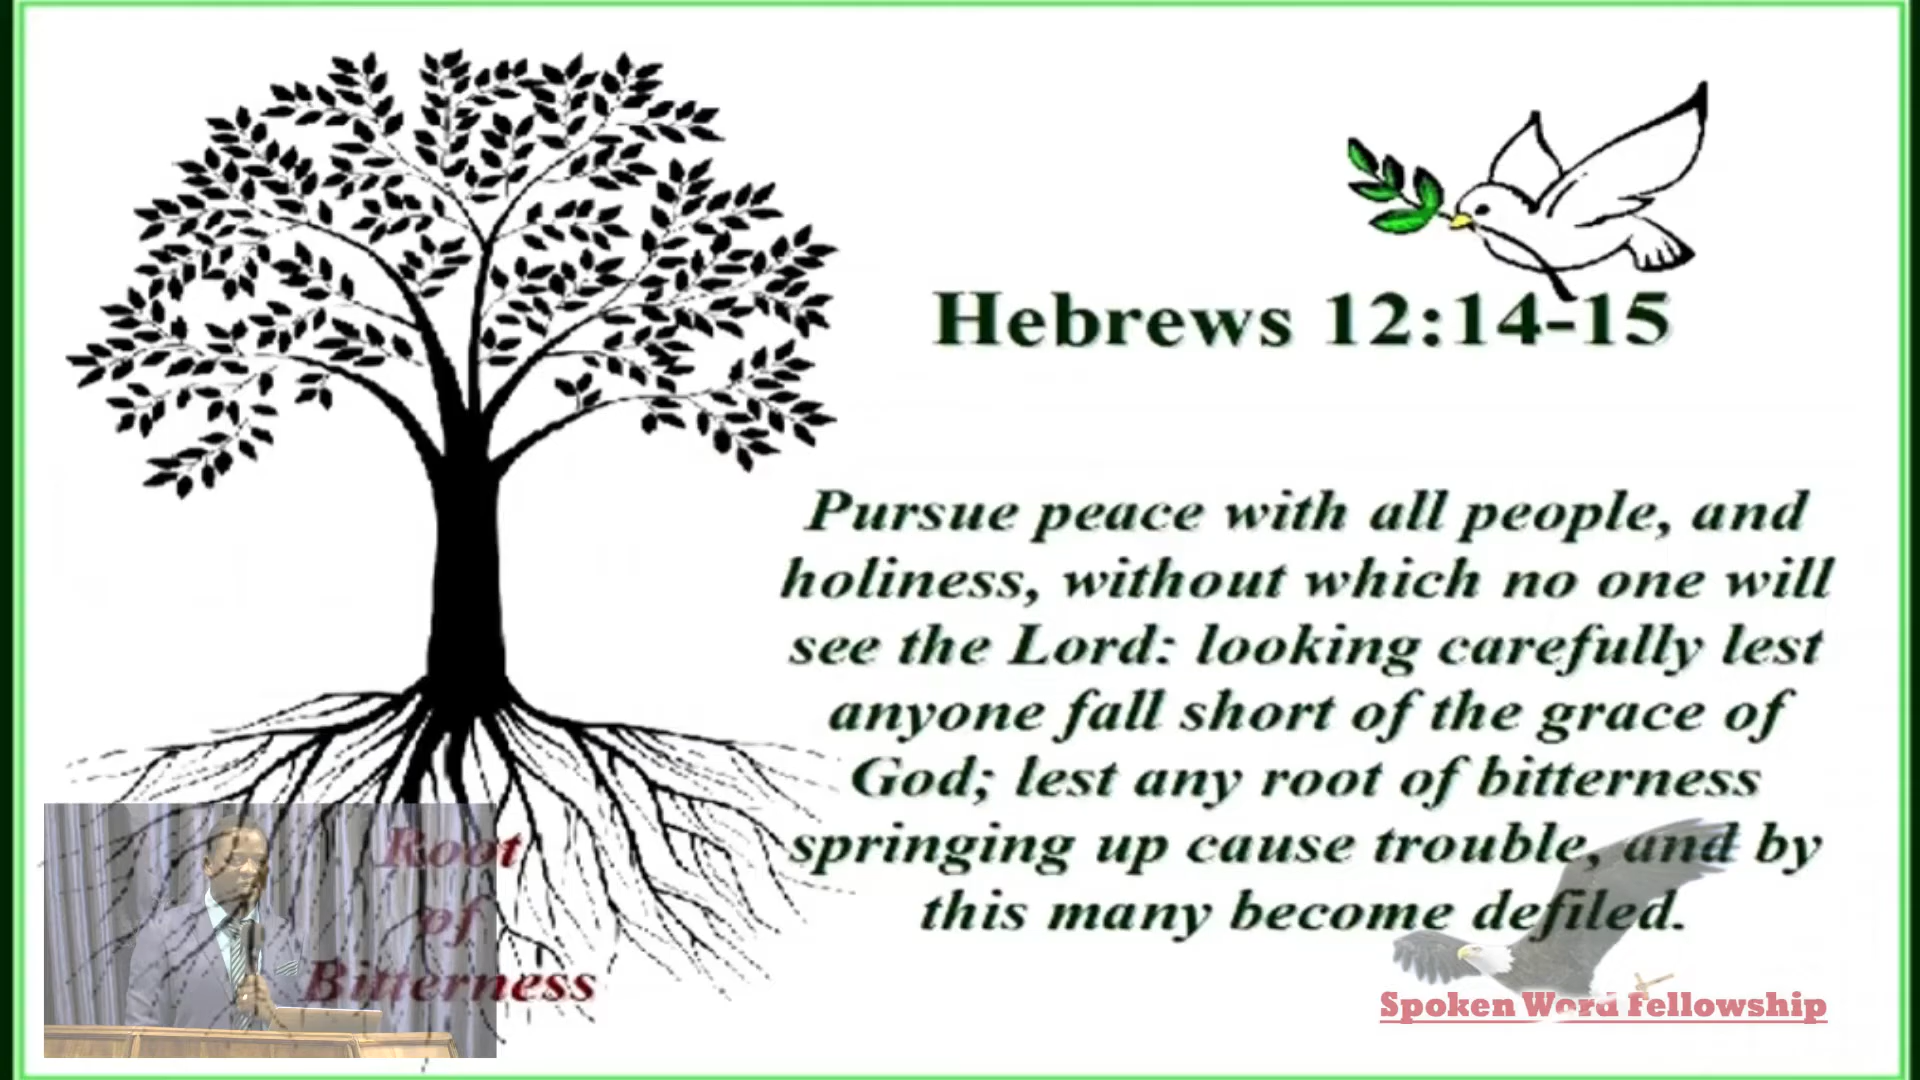 Hebrews 12:14-15
Pursue peace with all people, and
holiness, without which no one will
see the Lord: looking carefully lest
anyone fall short of the grace of
God; lest any root of bitterness
springing up cause trouble, and by
this many become defiled.
Root
of
Bitterness
Spoken Word Fellowship